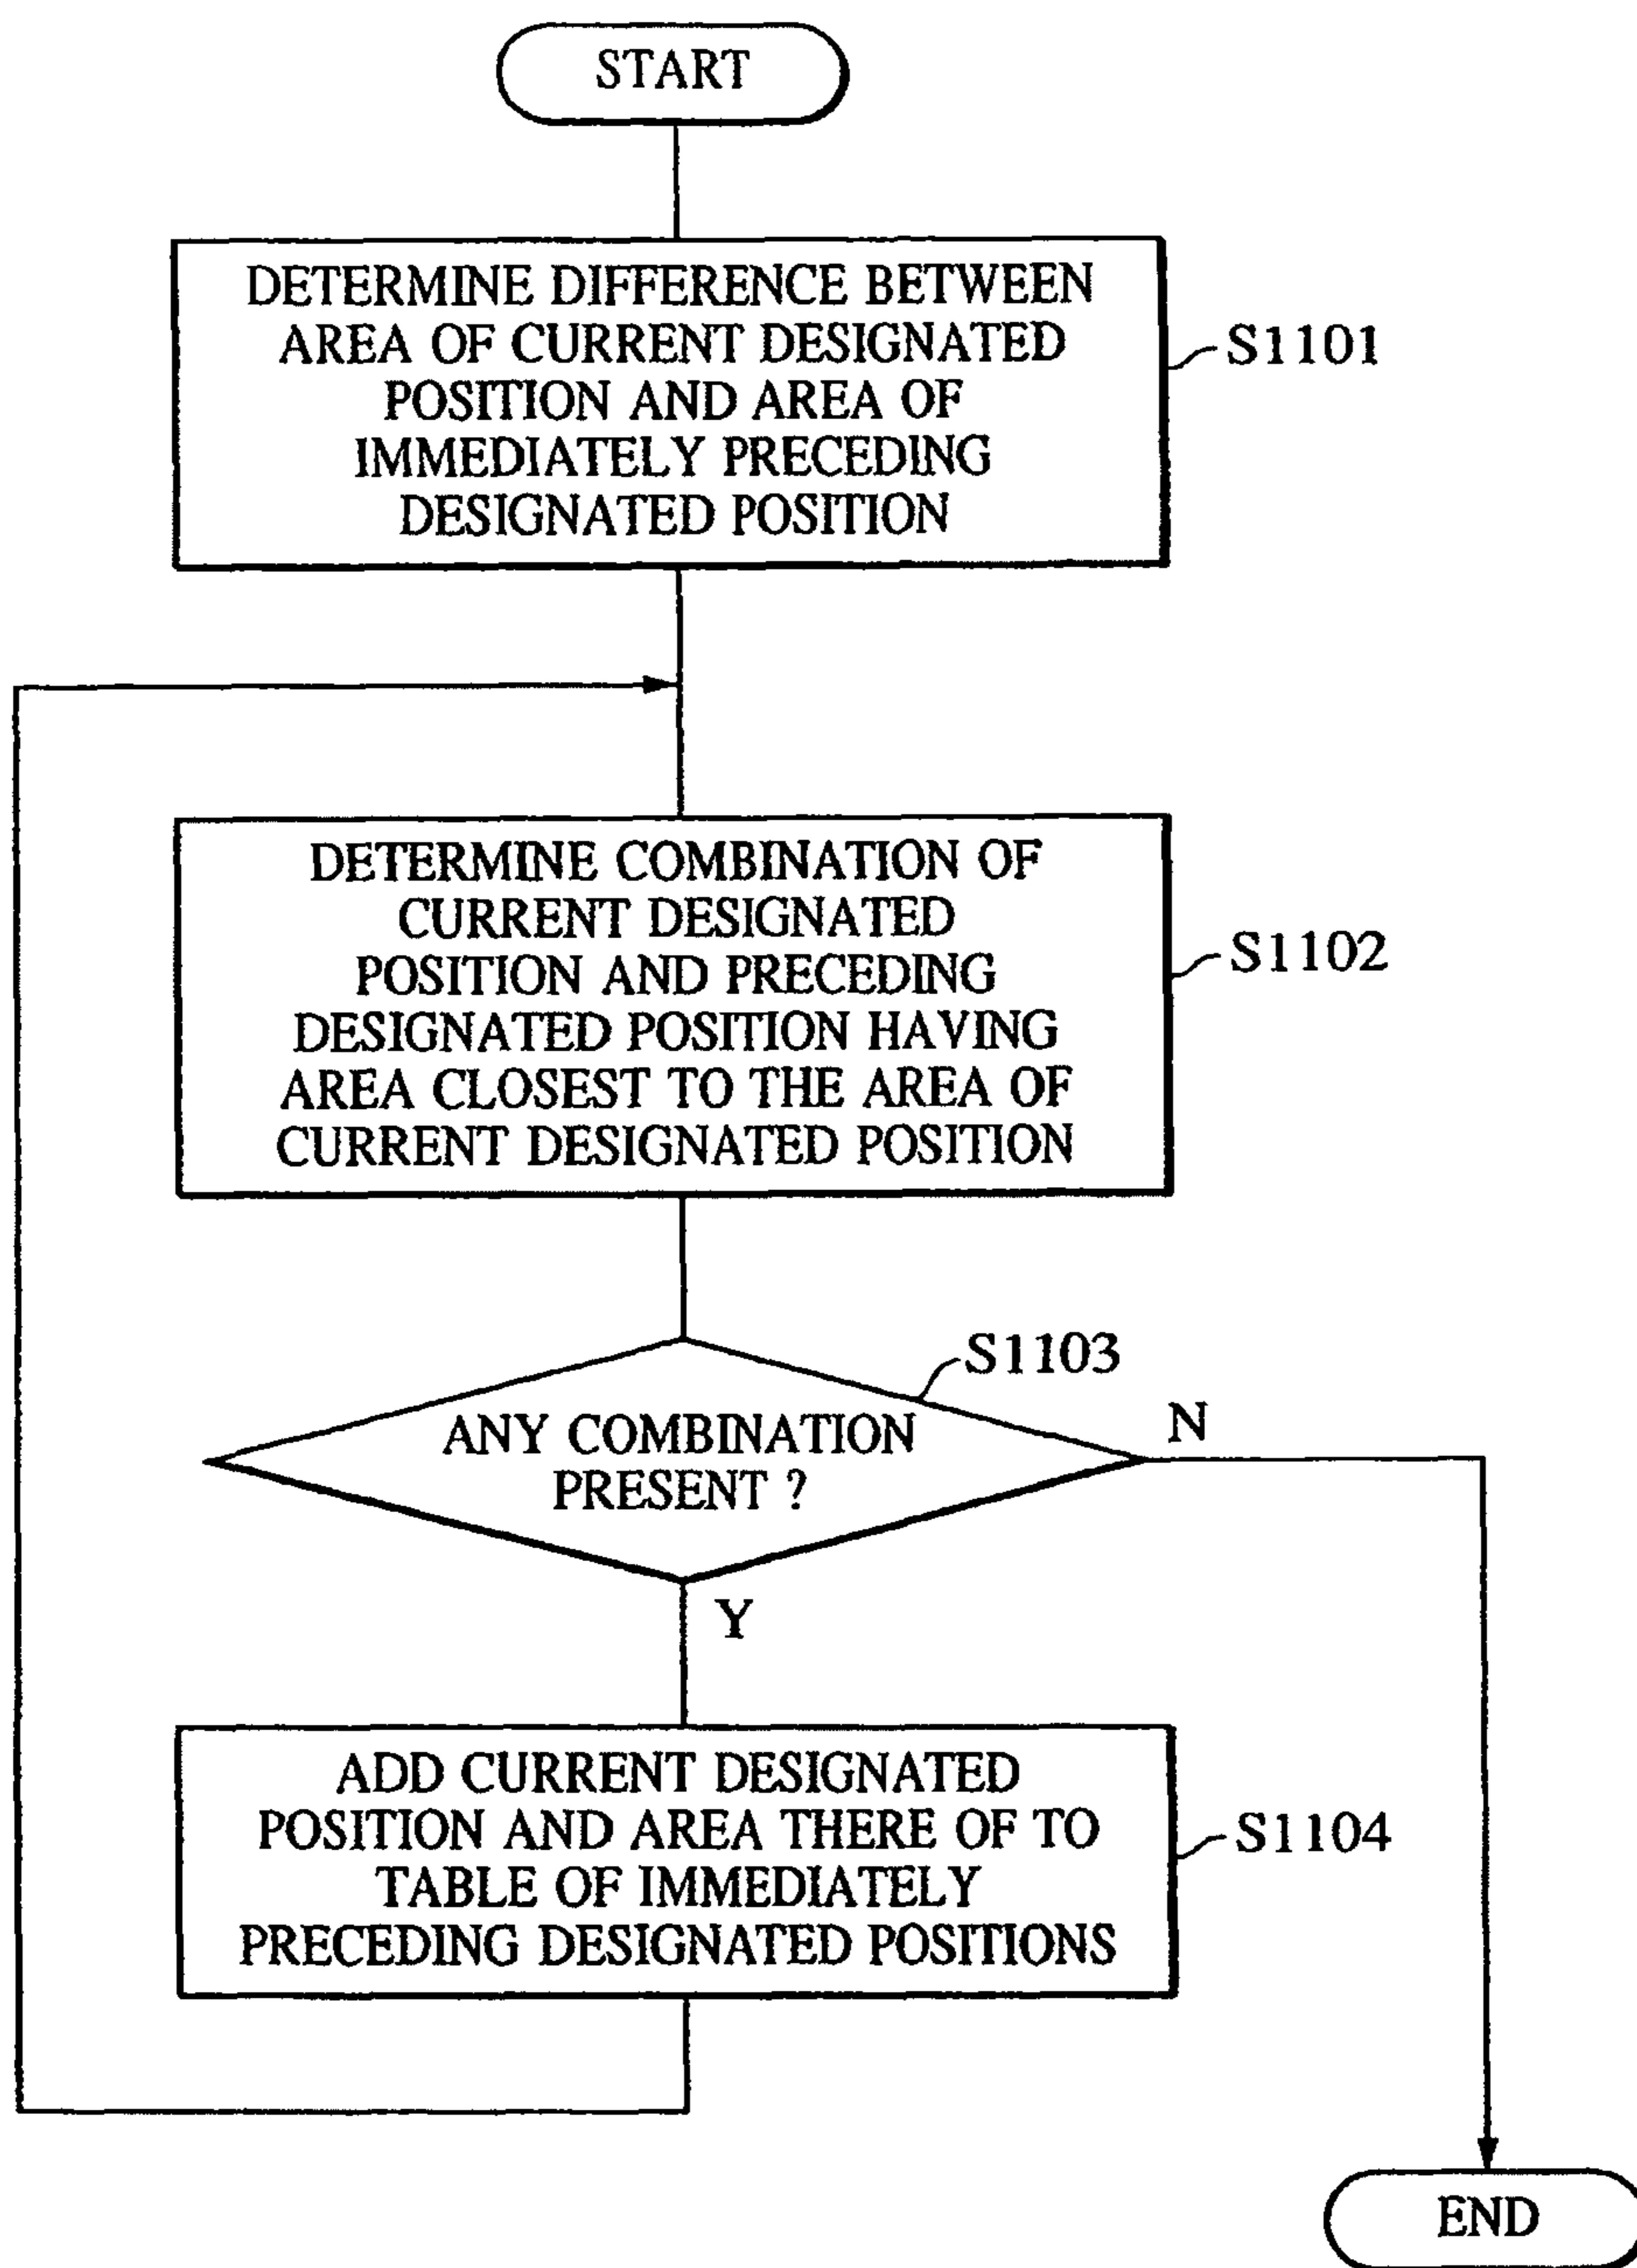 START
DETERMINE DIFFERENCE BETWEEN
AREA OF CURRENT DESIGNATED
POSITION AND AREA OF
IMMEDIATELY PRECEDING
DESIGNATED POSITION
S1101
DETERMINE COMBINATION OF
CURRENT DESIGNATED
POSITION AND PRECEDING
DESIGNATED POSITION HAVING
AREA CLOSEST TO THE AREA OF
CURRENT DESIGNATED POSITION
S1102
S1103
ANY COMBINATION
PRESENT ?
N
Y
ADD CURRENT DESIGNATED
POSITION AND AREA THERE OF TO
TABLE OF IMMEDIATELY
PRECEDING DESIGNATED POSITIONS
S1104
END